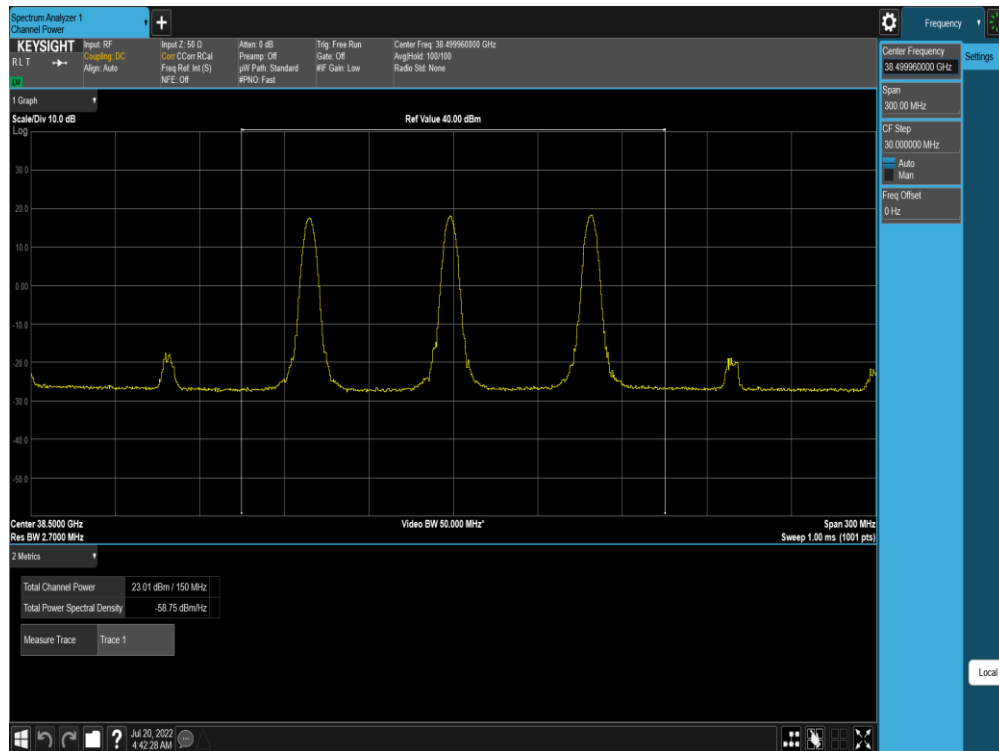 Spectrum Analyzer 1
Channel Power
Frequency
KEYSIGHT
R L T
LXI
Input: RF
Coupling: DC
Align: Auto
Input Z: 50 Ω
Corr CCorr RCal
Freq Ref: Int (S)
NFE: Off
Atten: 0 dB
Preamp: Off
µW Path: Standard
#PNO: Fast
Trig: Free Run
Gate: Off
#IF Gain: Low
Center Freq: 38.499960000 GHz
Avg|Hold: 100/100
Radio Std: None
Center Frequency
38.499960000 GHz
Settings
Span
300.00 MHz
CF Step
30.000000 MHz
Auto
Man
Freq Offset
0 Hz
1 Graph
Scale/Div 10.0 dB
Ref Value 40.00 dBm
Log
30.0
20.0
10.0
0.00
-10.0
-20.0
-30.0
-40.0
-50.0
Center 38.5000 GHz
Video BW 50.000 MHz*
Span 300 MHz
Res BW 2.7000 MHz
Sweep 1.00 ms (1001 pts)
2 Metrics
Total Channel Power 23.01 dBm / 150 MHz
Total Power Spectral Density -58.75 dBm/Hz
Measure Trace Trace 1
Local
Jul 20, 2022
4:42:28 AM